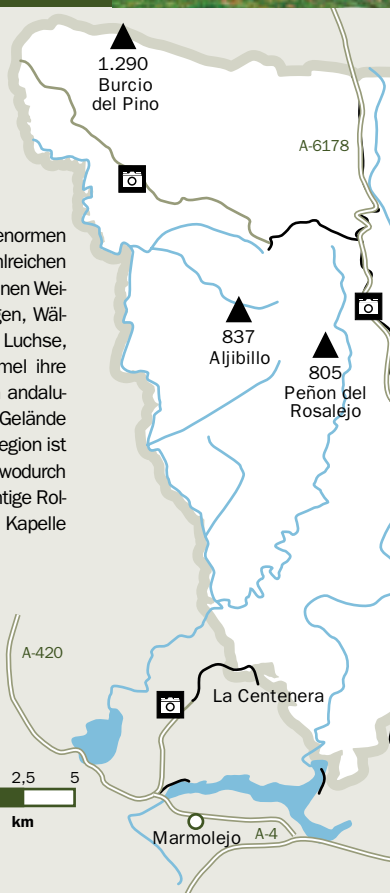 1.290
Burcio
del Pino
A-6178
enormen
hlreichen
nen Wei-
gen, Wäl-
Luchse,
mel ihre
andalu-
Gelände
egion ist
wodurch
htige Rol-
Kapelle
837
Aljibillo
805
Peñon del
Rosalejo
A-420
La Centenera
2,5 5
km
Marmolejo
A-4